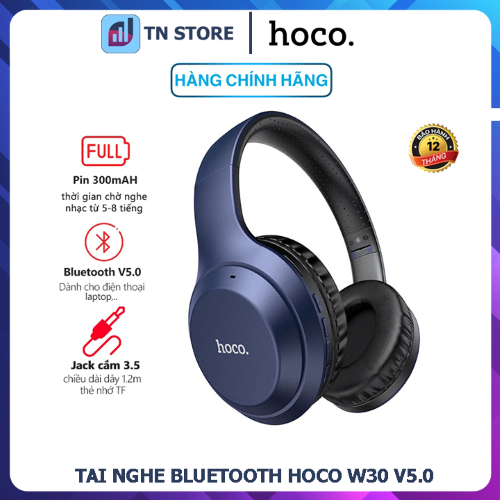 TN STORE
hoco.
HÀNG CHÍNH HÃNG
FULL
Pin 300mAH
thời gian chờ nghe
nhạc từ 5-8 tiếng
BẢO HÀNH
12
THÁNG
Bluetooth V5.0
Dành cho điện thoại
laptop,..
hoco.
Jack cắm 3.5
chiều dài dây 1.2m
thẻ nhớ TF
TAI NGHE BLUETOOTH HOCO W30 V5.0